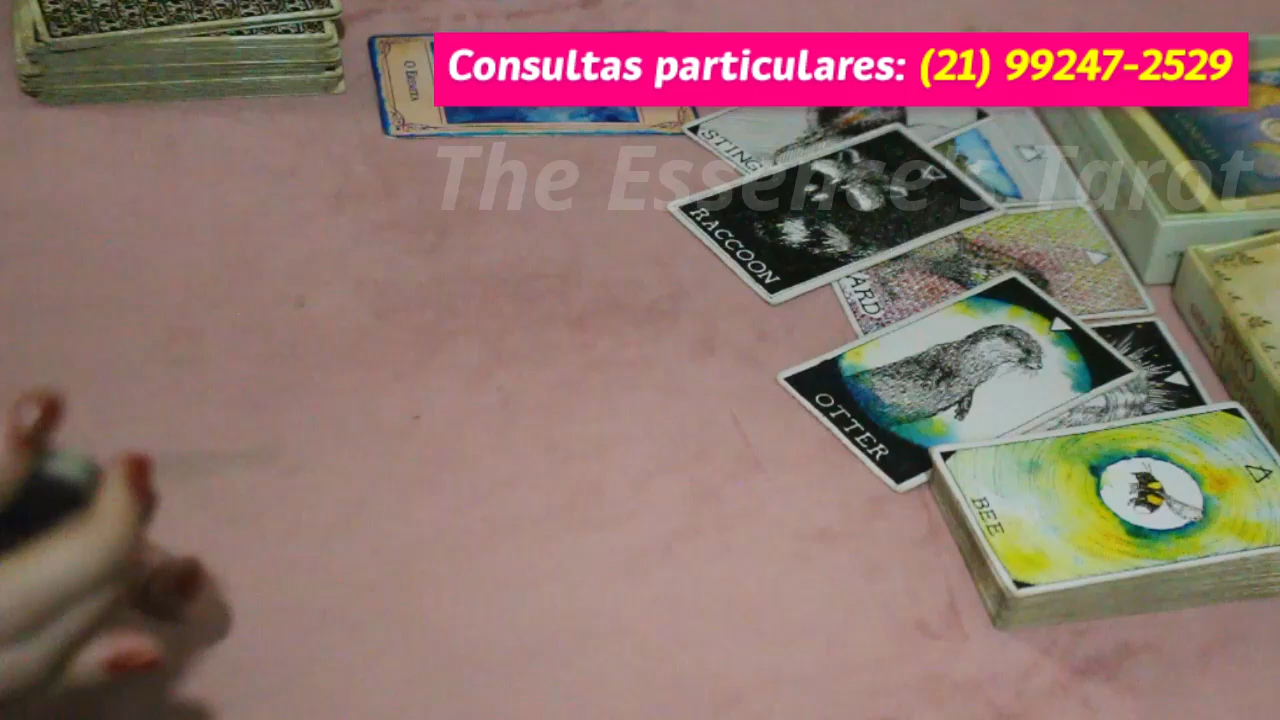 Consultas particulares: (21) 99247-2529
The Essence's Tarot
STING
RACCOON
ARD
OTTER
BEE